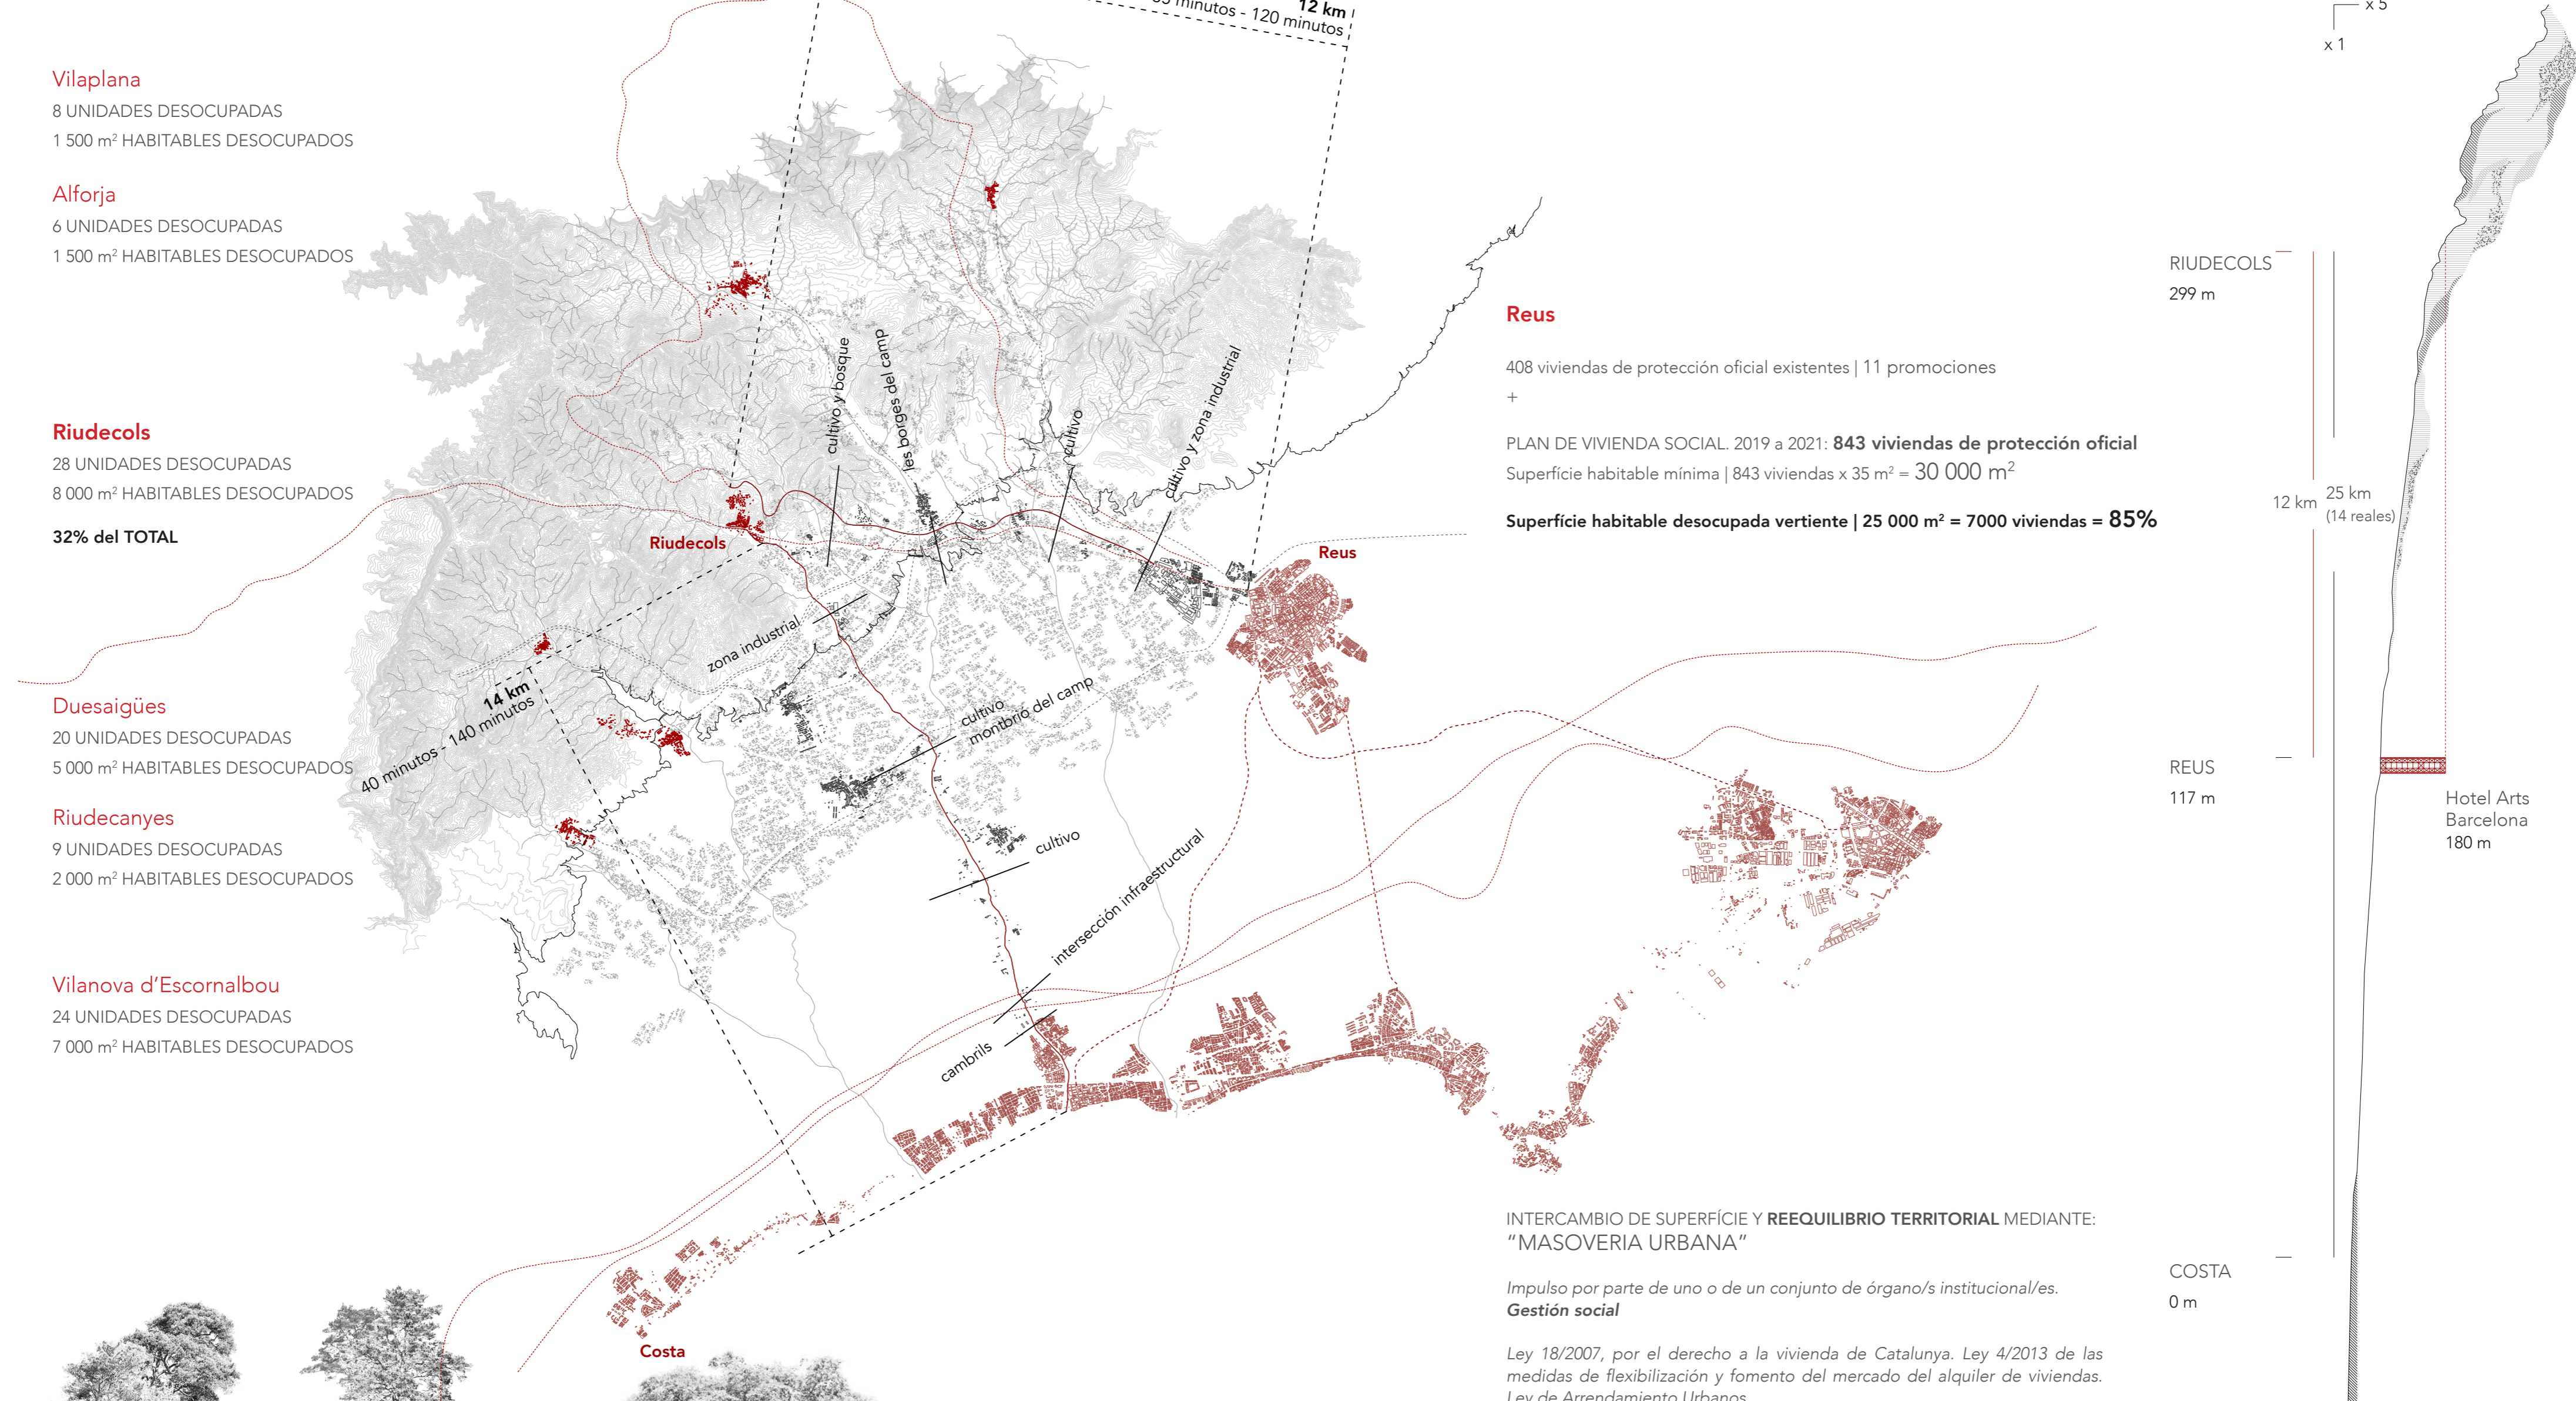 Vilaplana
8 UNIDADES DESOCUPADAS
1 500 m² HABITABLES DESOCUPADOS
Alforja
6 UNIDADES DESOCUPADAS
1 500 m² HABITABLES DESOCUPADOS
Riudecols
28 UNIDADES DESOCUPADAS
8 000 m² HABITABLES DESOCUPADOS
32% del TOTAL
Duesaigües
20 UNIDADES DESOCUPADAS
5 000 m² HABITABLES DESOCUPADOS
Riudecanyes
9 UNIDADES DESOCUPADAS
2 000 m² HABITABLES DESOCUPADOS
Vilanova d’Escornalbou
24 UNIDADES DESOCUPADAS
7 000 m² HABITABLES DESOCUPADOS
12 km
minutos - 120 minutos
cultivo y bosque
les borges del camp
cultivo
cultivo y zona industrial
Riudecols
Reus
zona industrial
14 km
40 minutos - 140 minutos
cultivo
montbrió del camp
cultivo
intersección infraestructural
cambrils
Costa
Reus
408 viviendas de protección oficial existentes | 11 promociones
+
PLAN DE VIVIENDA SOCIAL. 2019 a 2021: 843 viviendas de protección oficial
Superfície habitable mínima | 843 viviendas x 35 m² = 30 000 m²
Superfície habitable desocupada vertiente | 25 000 m² = 7000 viviendas = 85%
INTERCAMBIO DE SUPERFÍCIE Y REEQUILIBRIO TERRITORIAL MEDIANTE:
“MASOVERIA URBANA”
Impulso por parte de uno o de un conjunto de órgano/s institucional/es.
Gestión social
Ley 18/2007, por el derecho a la vivienda de Catalunya. Ley 4/2013 de las
medidas de flexibilización y fomento del mercado del alquiler de viviendas.
Ley de Arrendamiento Urbanos
x 5
x 1
RIUDECOLS
299 m
12 km
25 km
(14 reales)
REUS
117 m
Hotel Arts
Barcelona
180 m
COSTA
0 m